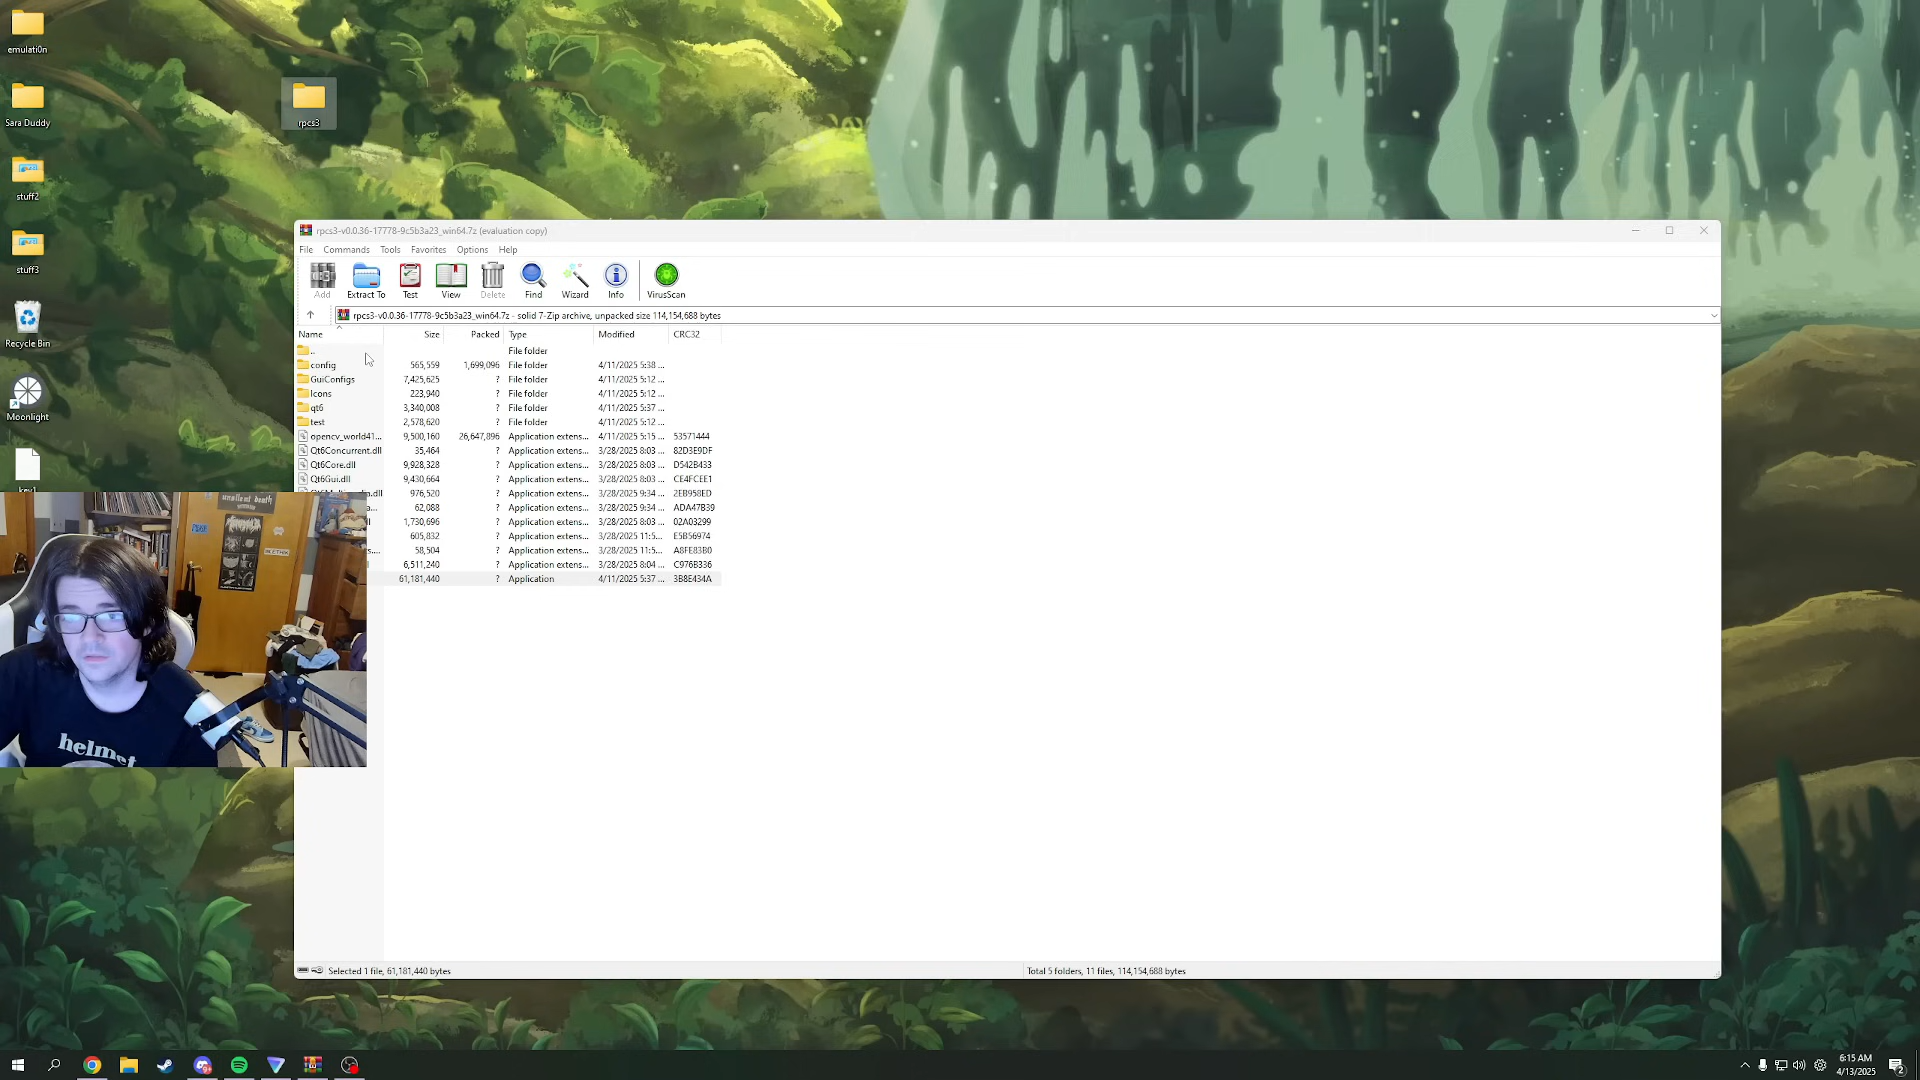 emulati0n
Sara Duddy
stuff2
stuff3
Recycle Bin
Moonlight
key1
rpcs3
rpcs3-v0.0.36-17778-9c5b3a23_win64.7z (evaluation copy)
File Commands Tools Favorites Options Help
Add Extract To Test View Delete Find Wizard Info VirusScan
rpcs3-v0.0.36-17778-9c5b3a23_win64.7z - solid 7-Zip archive, unpacked size 114,154,688 bytes
Name Size Packed Type Modified CRC32
.. File folder
config 565,559 1,699,096 File folder 4/11/2025 5:38 ...
GuiConfigs 7,425,625 ? File folder 4/11/2025 5:12 ...
Icons 223,940 ? File folder 4/11/2025 5:12 ...
qt6 3,340,008 ? File folder 4/11/2025 5:37 ...
test 2,578,620 ? File folder 4/11/2025 5:12 ...
opencv_world41... 9,500,160 26,647,896 Application extens... 4/11/2025 5:15 ... 53571444
Qt6Concurrent.dll 35,464 ? Application extens... 3/28/2025 8:03 ... 82D3E9DF
Qt6Core.dll 9,928,328 ? Application extens... 3/28/2025 8:03 ... D542B433
Qt6Gui.dll 9,430,664 ? Application extens... 3/28/2025 8:03 ... CE4FCEE1
976,520 ? Application extens... 3/28/2025 9:34 ... 2EB958ED
62,088 ? Application extens... 3/28/2025 9:34 ... ADA47B39
1,730,696 ? Application extens... 3/28/2025 8:03 ... 02A03299
605,832 ? Application extens... 3/28/2025 11:5... E5B56974
58,504 ? Application extens... 3/28/2025 11:5... A8FE83B0
6,511,240 ? Application extens... 3/28/2025 8:04 ... C976B336
61,181,440 ? Application 4/11/2025 5:37 ... 3B8E434A
helmet
Selected 1 file, 61,181,440 bytes
Total 5 folders, 11 files, 114,154,688 bytes
6:15 AM
4/13/2025
2